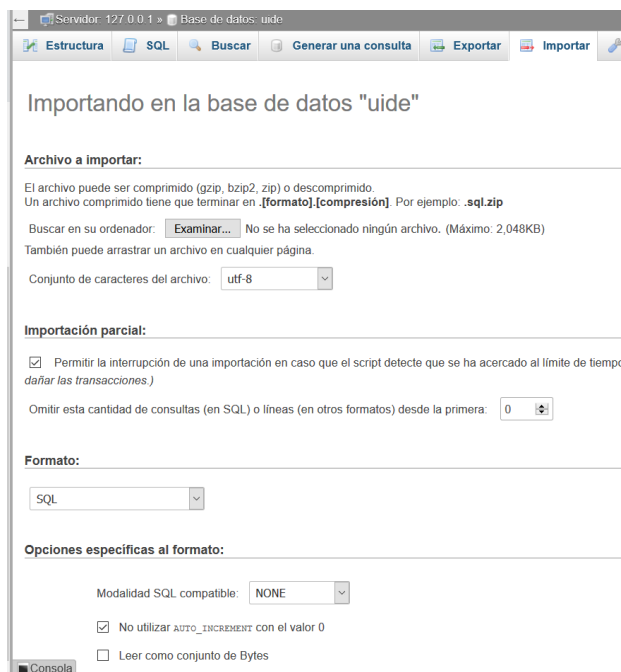 Servidor: 127.0.0.1 » Base de datos: uide
Estructura SQL Buscar Generar una consulta Exportar Importar
Importando en la base de datos "uide"
Archivo a importar:
El archivo puede ser comprimido (gzip, bzip2, zip) o descomprimido.
Un archivo comprimido tiene que terminar en .[formato].[compresión]. Por ejemplo: .sql.zip
Buscar en su ordenador: Examinar... No se ha seleccionado ningún archivo. (Máximo: 2,048KB)
También puede arrastrar un archivo en cualquier página.
Conjunto de caracteres del archivo: utf-8
Importación parcial:
Permitir la interrupción de una importación en caso que el script detecte que se ha acercado al límite de tiempo
dañar las transacciones.)
Omitir esta cantidad de consultas (en SQL) o líneas (en otros formatos) desde la primera: 0
Formato:
SQL
Opciones específicas al formato:
Modalidad SQL compatible: NONE
No utilizar AUTO_INCREMENT con el valor 0
Leer como conjunto de Bytes
Consola